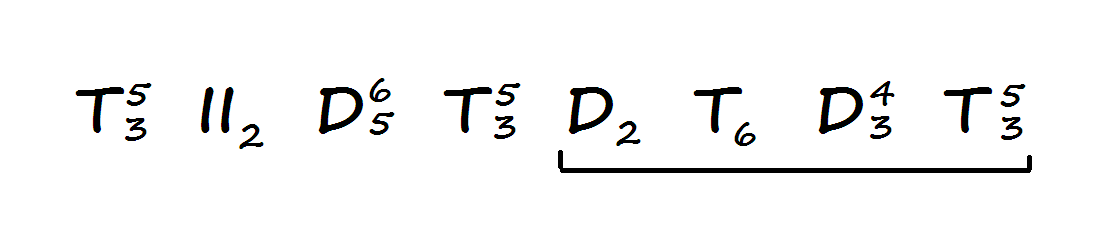 T⁵₃ II₂ D⁶₅ T⁵₃ D₂ T₆ D⁴₃ T⁵₃